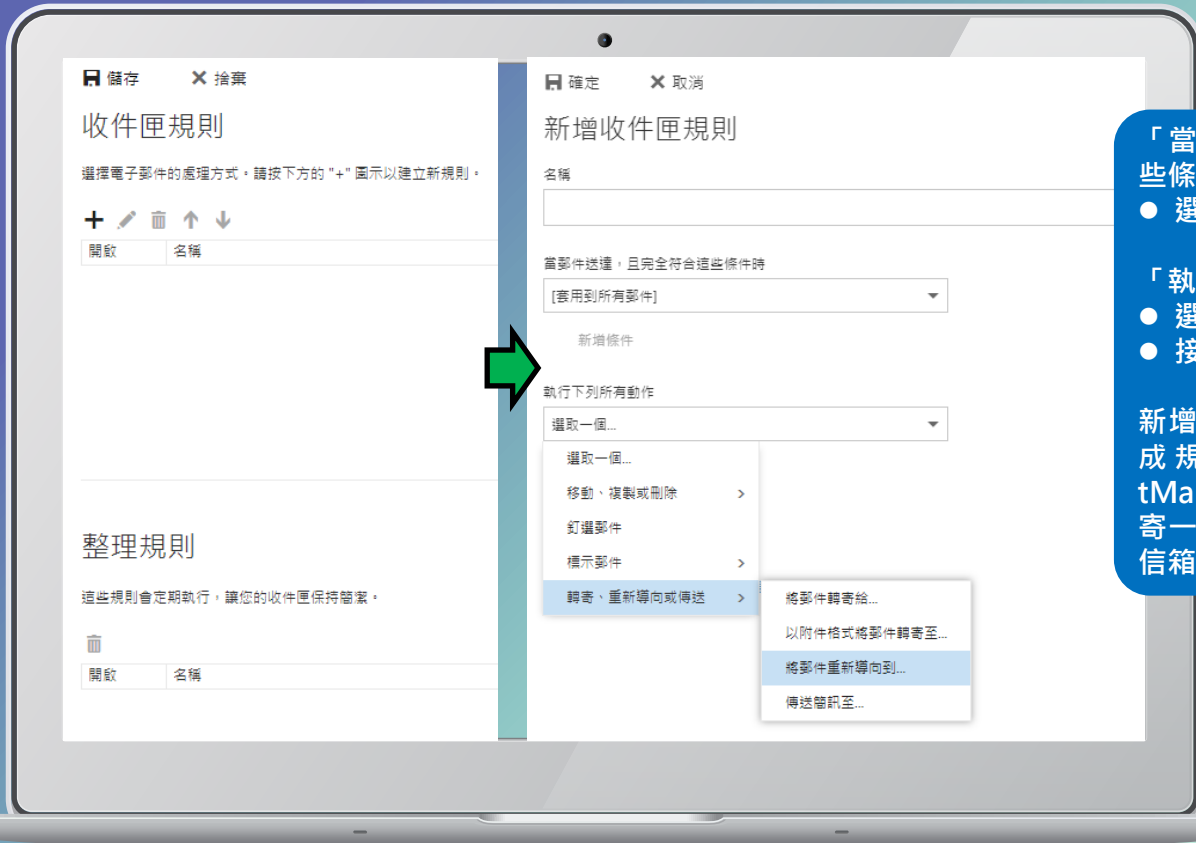 儲存 捨棄
收件匣規則
選擇電子郵件的處理方式。請按下方的 "+" 圖示以建立新規則。
開啟 名稱
整理規則
這些規則會定期執行，讓您的收件匣保持簡潔。
開啟 名稱
確定 取消
新增收件匣規則
名稱
當郵件送達，且完全符合這些條件時
[套用到所有郵件]
新增條件
執行下列所有動作
選取一個...
選取一個...
移動、複製或刪除
釘選郵件
標示郵件
轉寄、重新導向或傳送
將郵件轉寄給...
以附件格式將郵件轉寄至...
將郵件重新導向到...
傳送簡訊至...
「當
些條
● 選
「執
● 選
● 接
新增
成 規
tMa
寄一
信箱